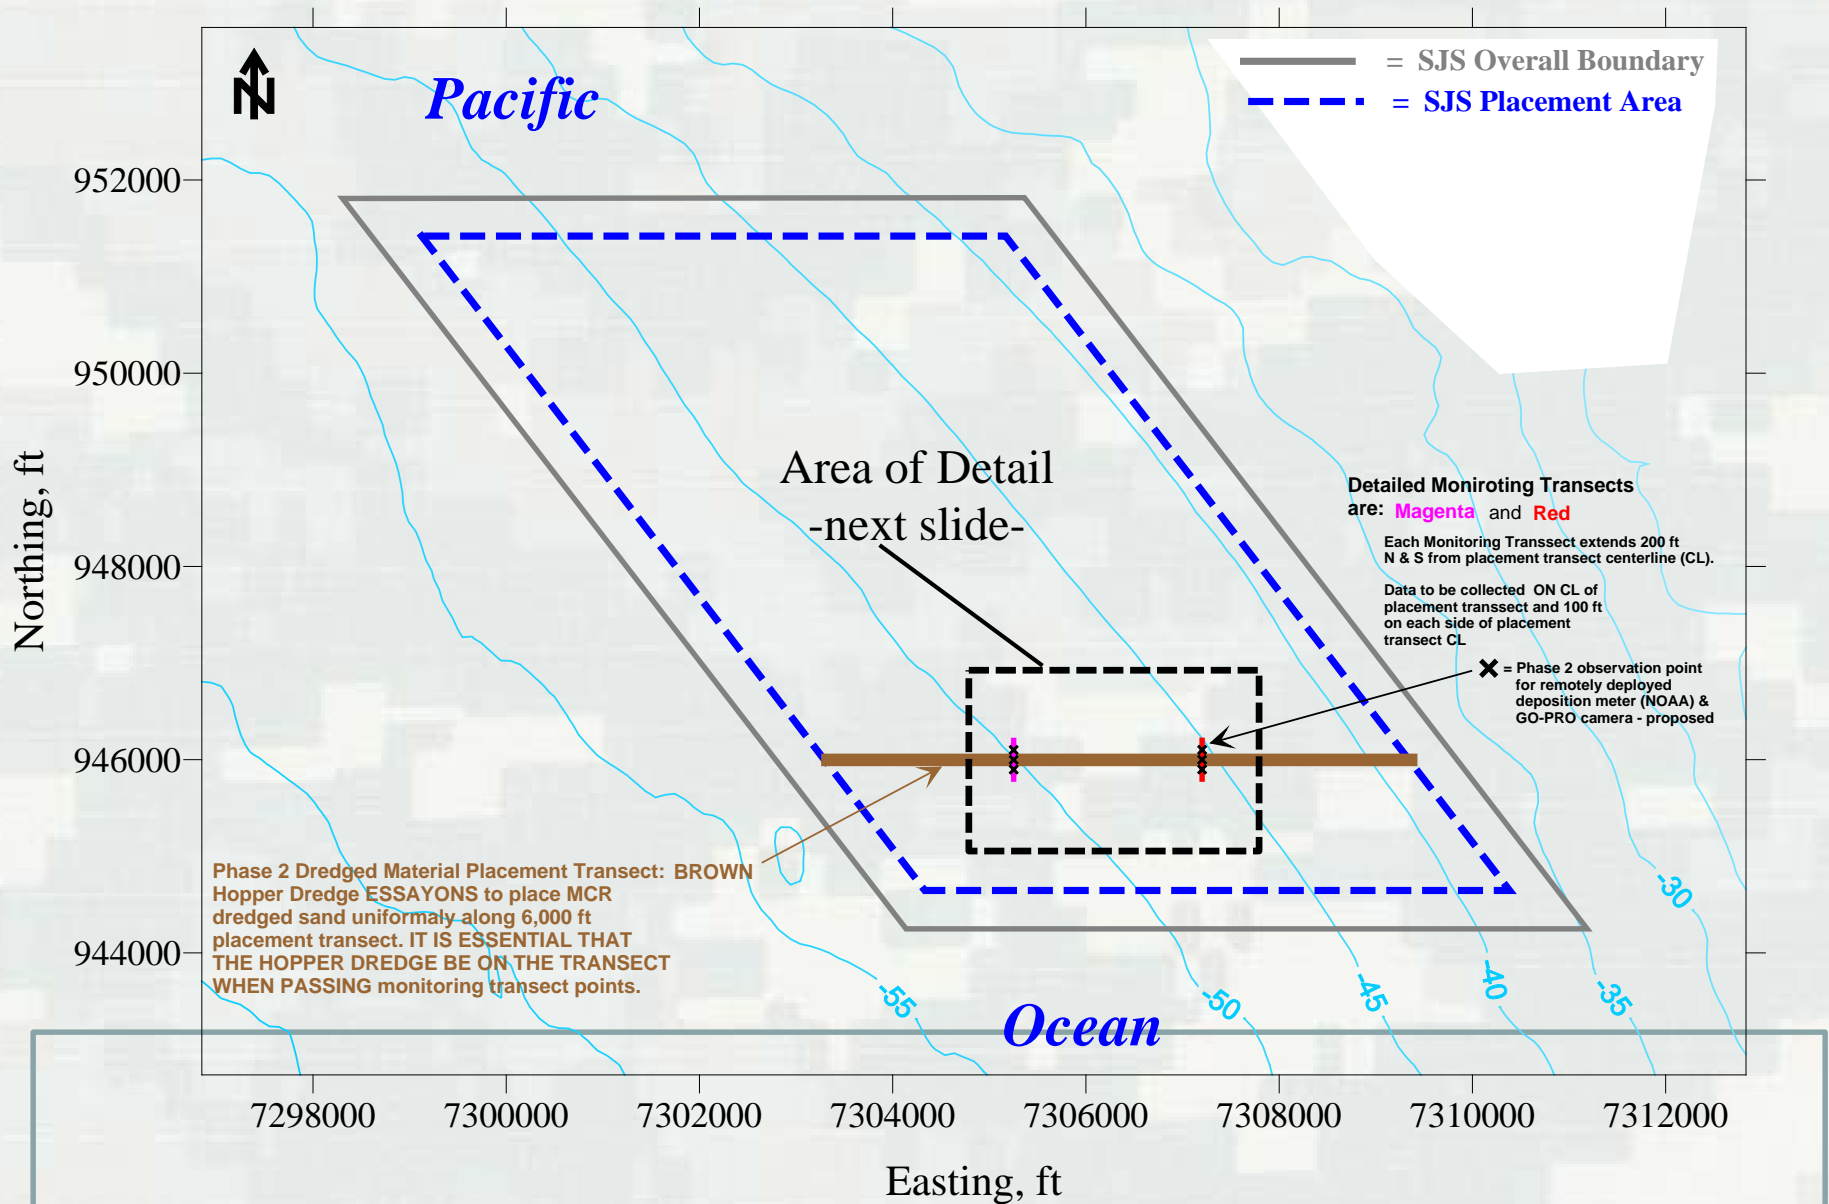 N
Pacific
= SJS Overall Boundary
= SJS Placement Area
952000
950000
948000
946000
944000
Northing, ft
Area of Detail
-next slide-
Detailed Moniroting Transects
are: Magenta and Red
Each Monitoring Transsect extends 200 ft
N & S from placement transect centerline (CL).
Data to be collected ON CL of
placement transsect and 100 ft
on each side of placement
transect CL
= Phase 2 observation point
for remotely deployed
deposition meter (NOAA) &
GO-PRO camera - proposed
Phase 2 Dredged Material Placement Transect: BROWN
Hopper Dredge ESSAYONS to place MCR
dredged sand uniformaly along 6,000 ft
placement transect. IT IS ESSENTIAL THAT
THE HOPPER DREDGE BE ON THE TRANSECT
WHEN PASSING monitoring transect points.
-55
-50
-45
-40
-35
-30
Ocean
7298000
7300000
7302000
7304000
7306000
7308000
7310000
7312000
Easting, ft